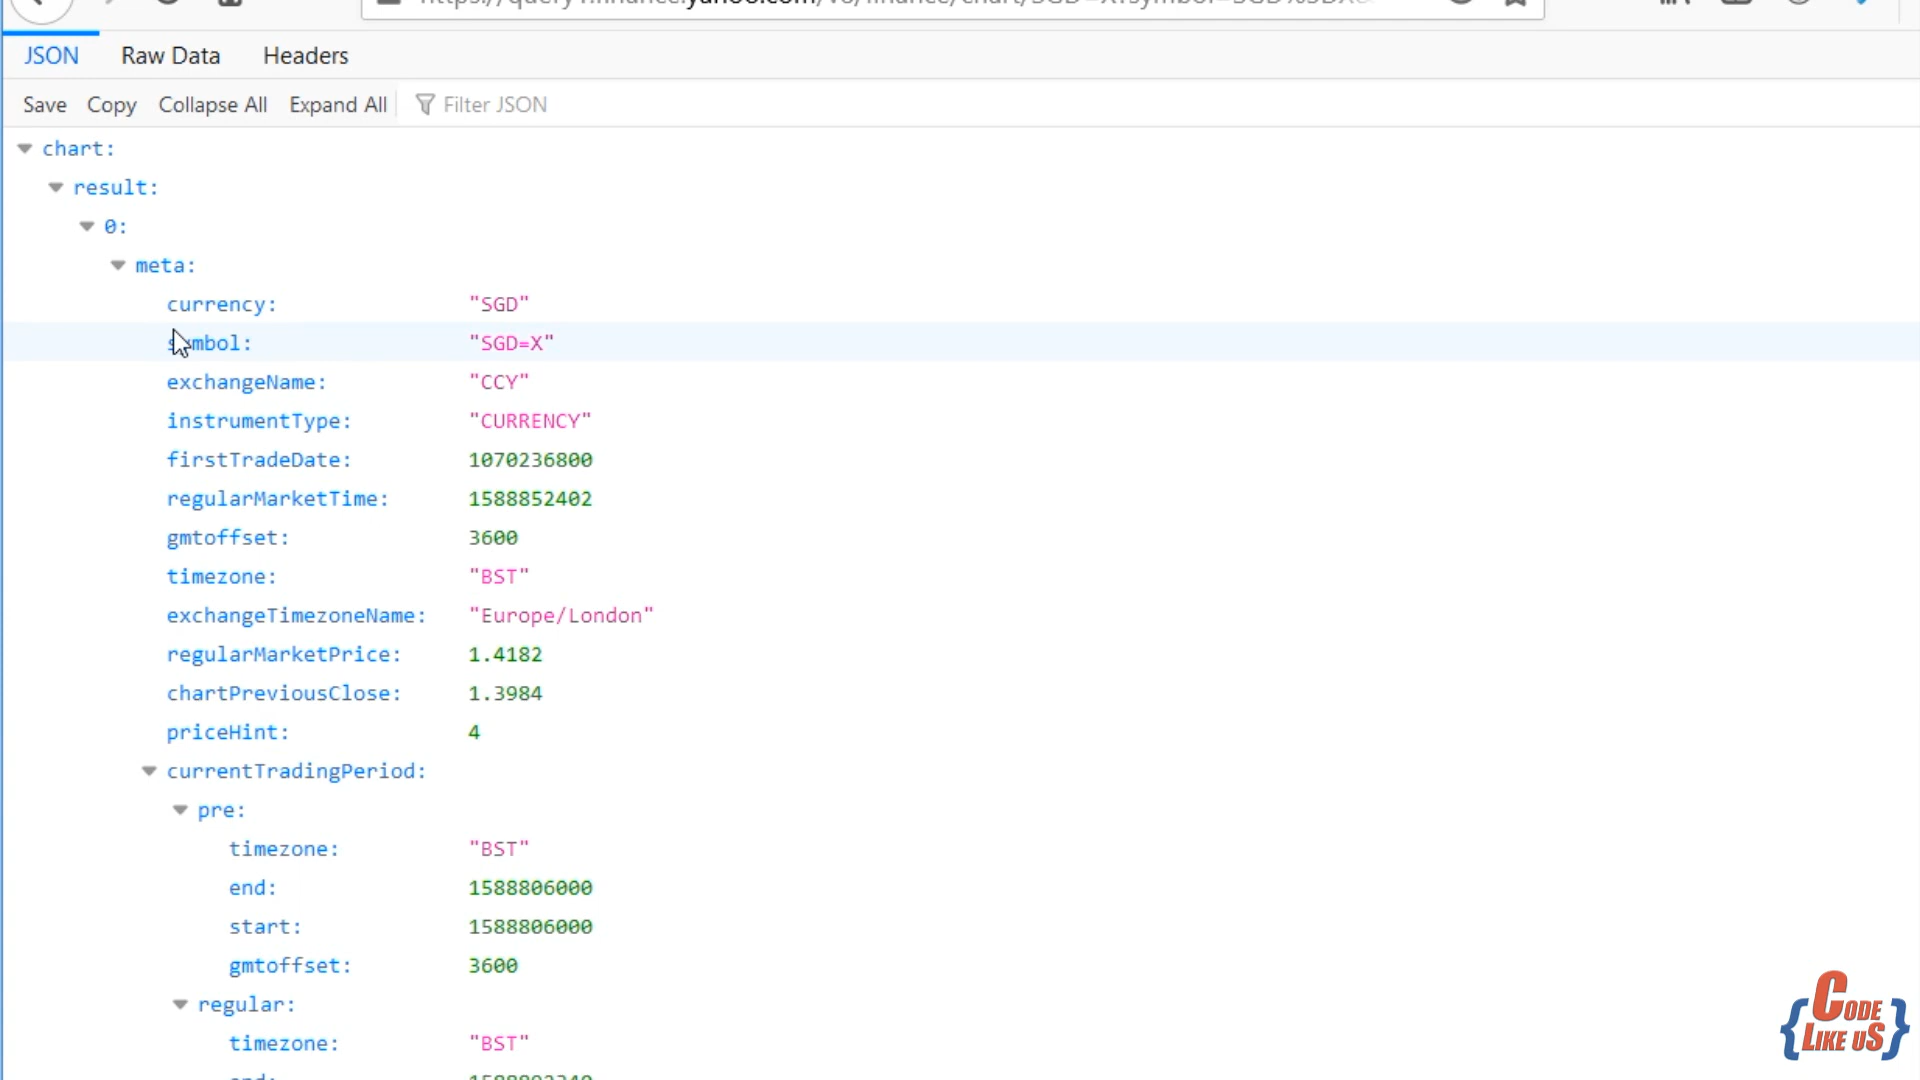 JSON Raw Data Headers
Save Copy Collapse All Expand All Filter JSON
chart:
result:
0:
meta:
currency: "SGD"
symbol: "SGD=X"
exchangeName: "CCY"
instrumentType: "CURRENCY"
firstTradeDate: 1070236800
regularMarketTime: 1588852402
gmtoffset: 3600
timezone: "BST"
exchangeTimezoneName: "Europe/London"
regularMarketPrice: 1.4182
chartPreviousClose: 1.3984
priceHint: 4
currentTradingPeriod:
pre:
timezone: "BST"
end: 1588806000
start: 1588806000
gmtoffset: 3600
regular:
timezone: "BST"
{CODE
LIKE US}